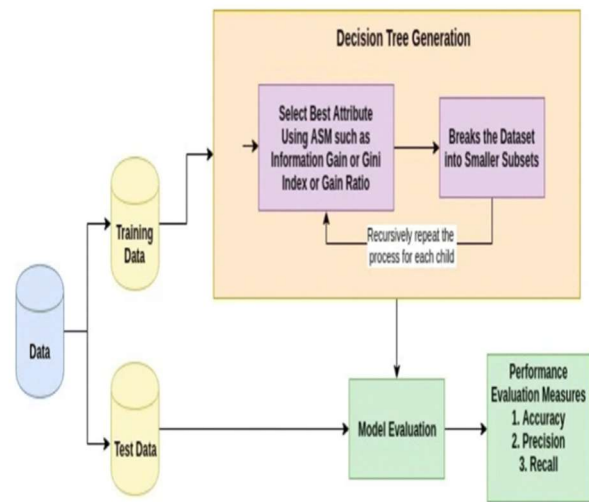 Decision Tree Generation
Select Best Attribute
Using ASM such as
Information Gain or Gini
Index or Gain Ratio
Breaks the Dataset
into Smaller Subsets
Recursively repeat the
process for each child
Training
Data
Data
Test Data
Model Evaluation
Performance
Evaluation Measures
1. Accuracy
2. Precision
3. Recall